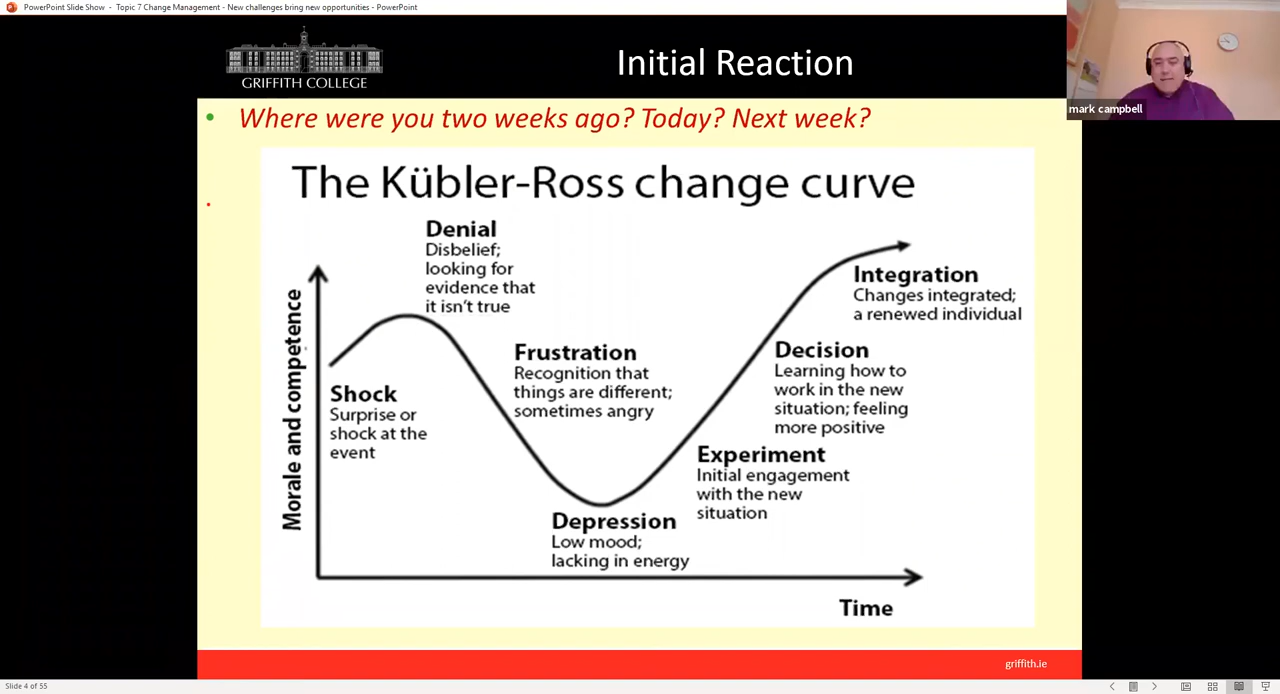 PowerPoint Slide Show - Topic 7 Change Management - New challenges bring new opportunities - PowerPoint
GRIFFITH COLLEGE
Initial Reaction
mark campbell
• Where were you two weeks ago? Today? Next week?
The Kübler-Ross change curve
Denial
Disbelief;
looking for
evidence that
it isn't true
Integration
Changes integrated;
a renewed individual
Morale and competence
Frustration
Recognition that
things are different;
sometimes angry
Decision
Learning how to
work in the new
situation; feeling
more positive
Shock
Surprise or
shock at the
event
Experiment
Initial engagement
with the new
situation
Depression
Low mood;
lacking in energy
Time
griffith.ie
Slide 4 of 55